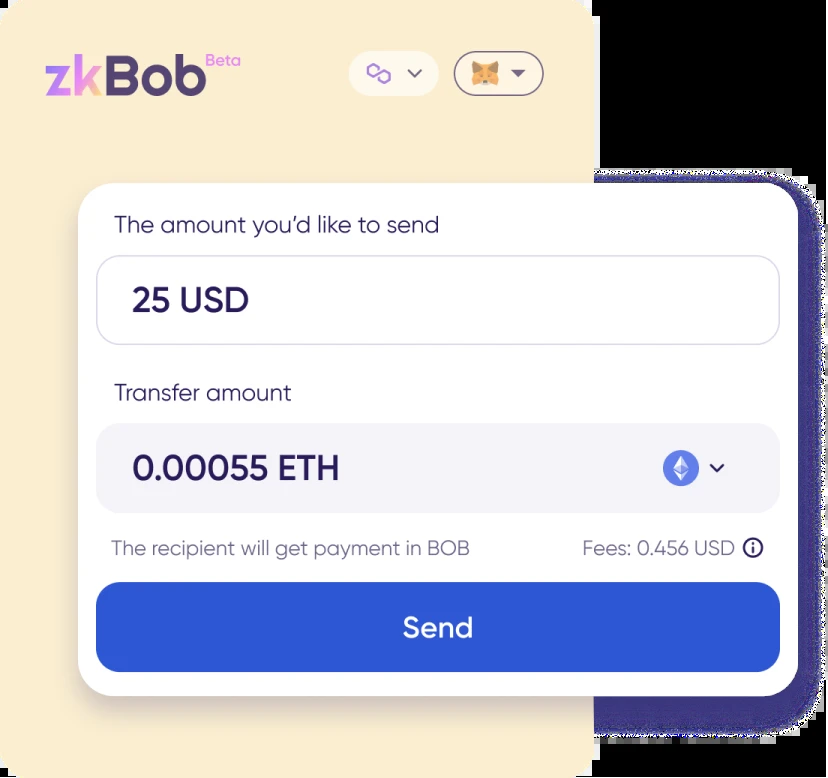 zkBob Beta
The amount you’d like to send
25 USD
Transfer amount
0.00055 ETH
The recipient will get payment in BOB Fees: 0.456 USD
Send